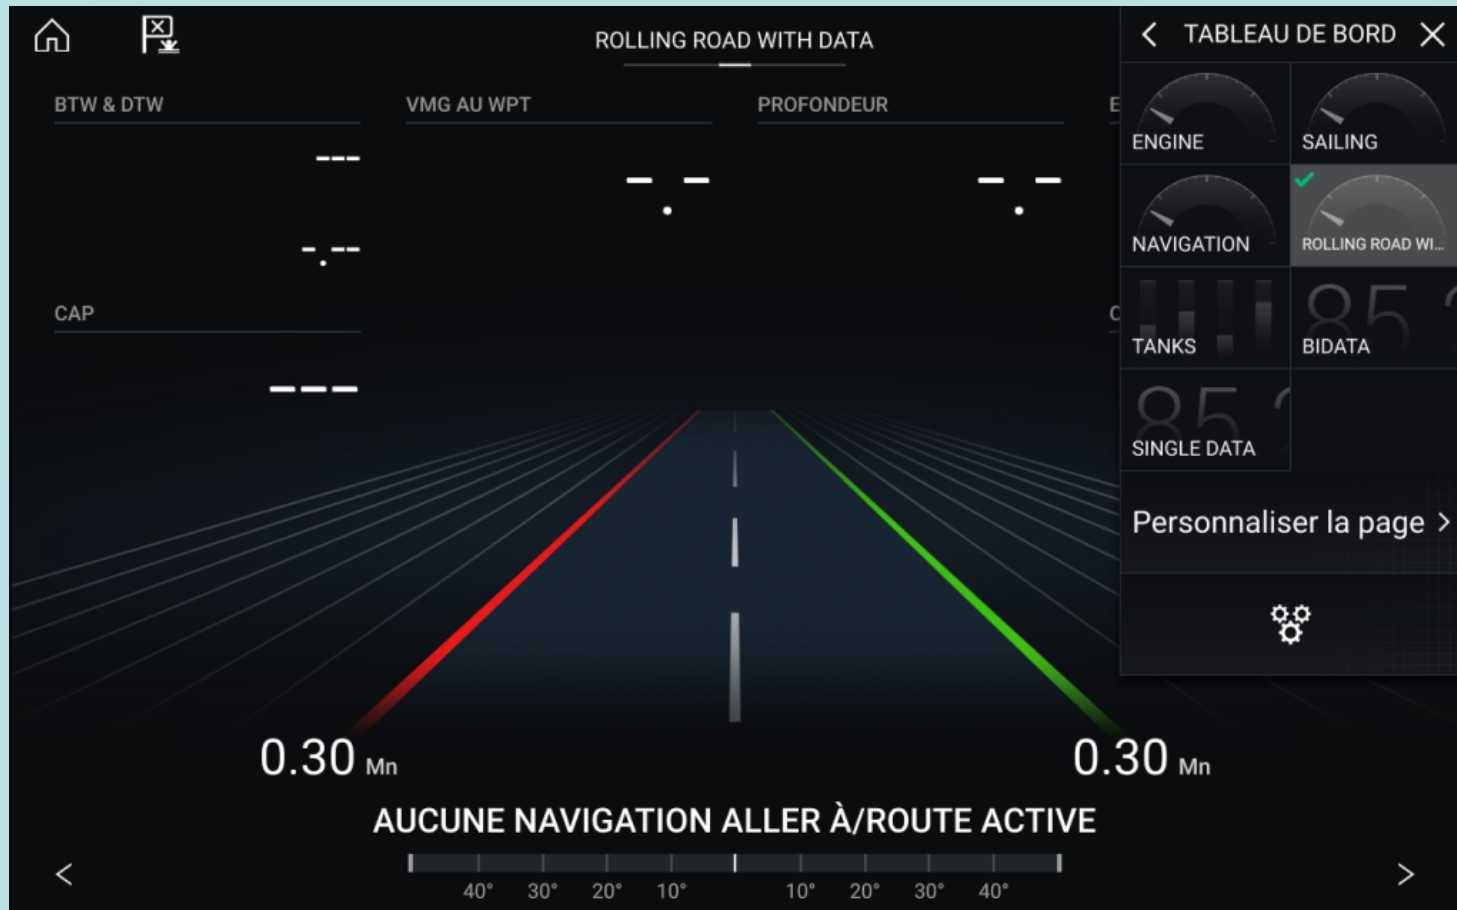 ROLLING ROAD WITH DATA
TABLEAU DE BORD
BTW & DTW
VMG AU WPT
PROFONDEUR
E
---
-.--
-.-
-.-
CAP
C
---
ENGINE
SAILING
NAVIGATION
ROLLING ROAD WI...
TANKS
85
BIDATA
85
SINGLE DATA
Personnaliser la page >
0.30 Mn
0.30 Mn
AUCUNE NAVIGATION ALLER À/ROUTE ACTIVE
40° 30° 20° 10° 10° 20° 30° 40°